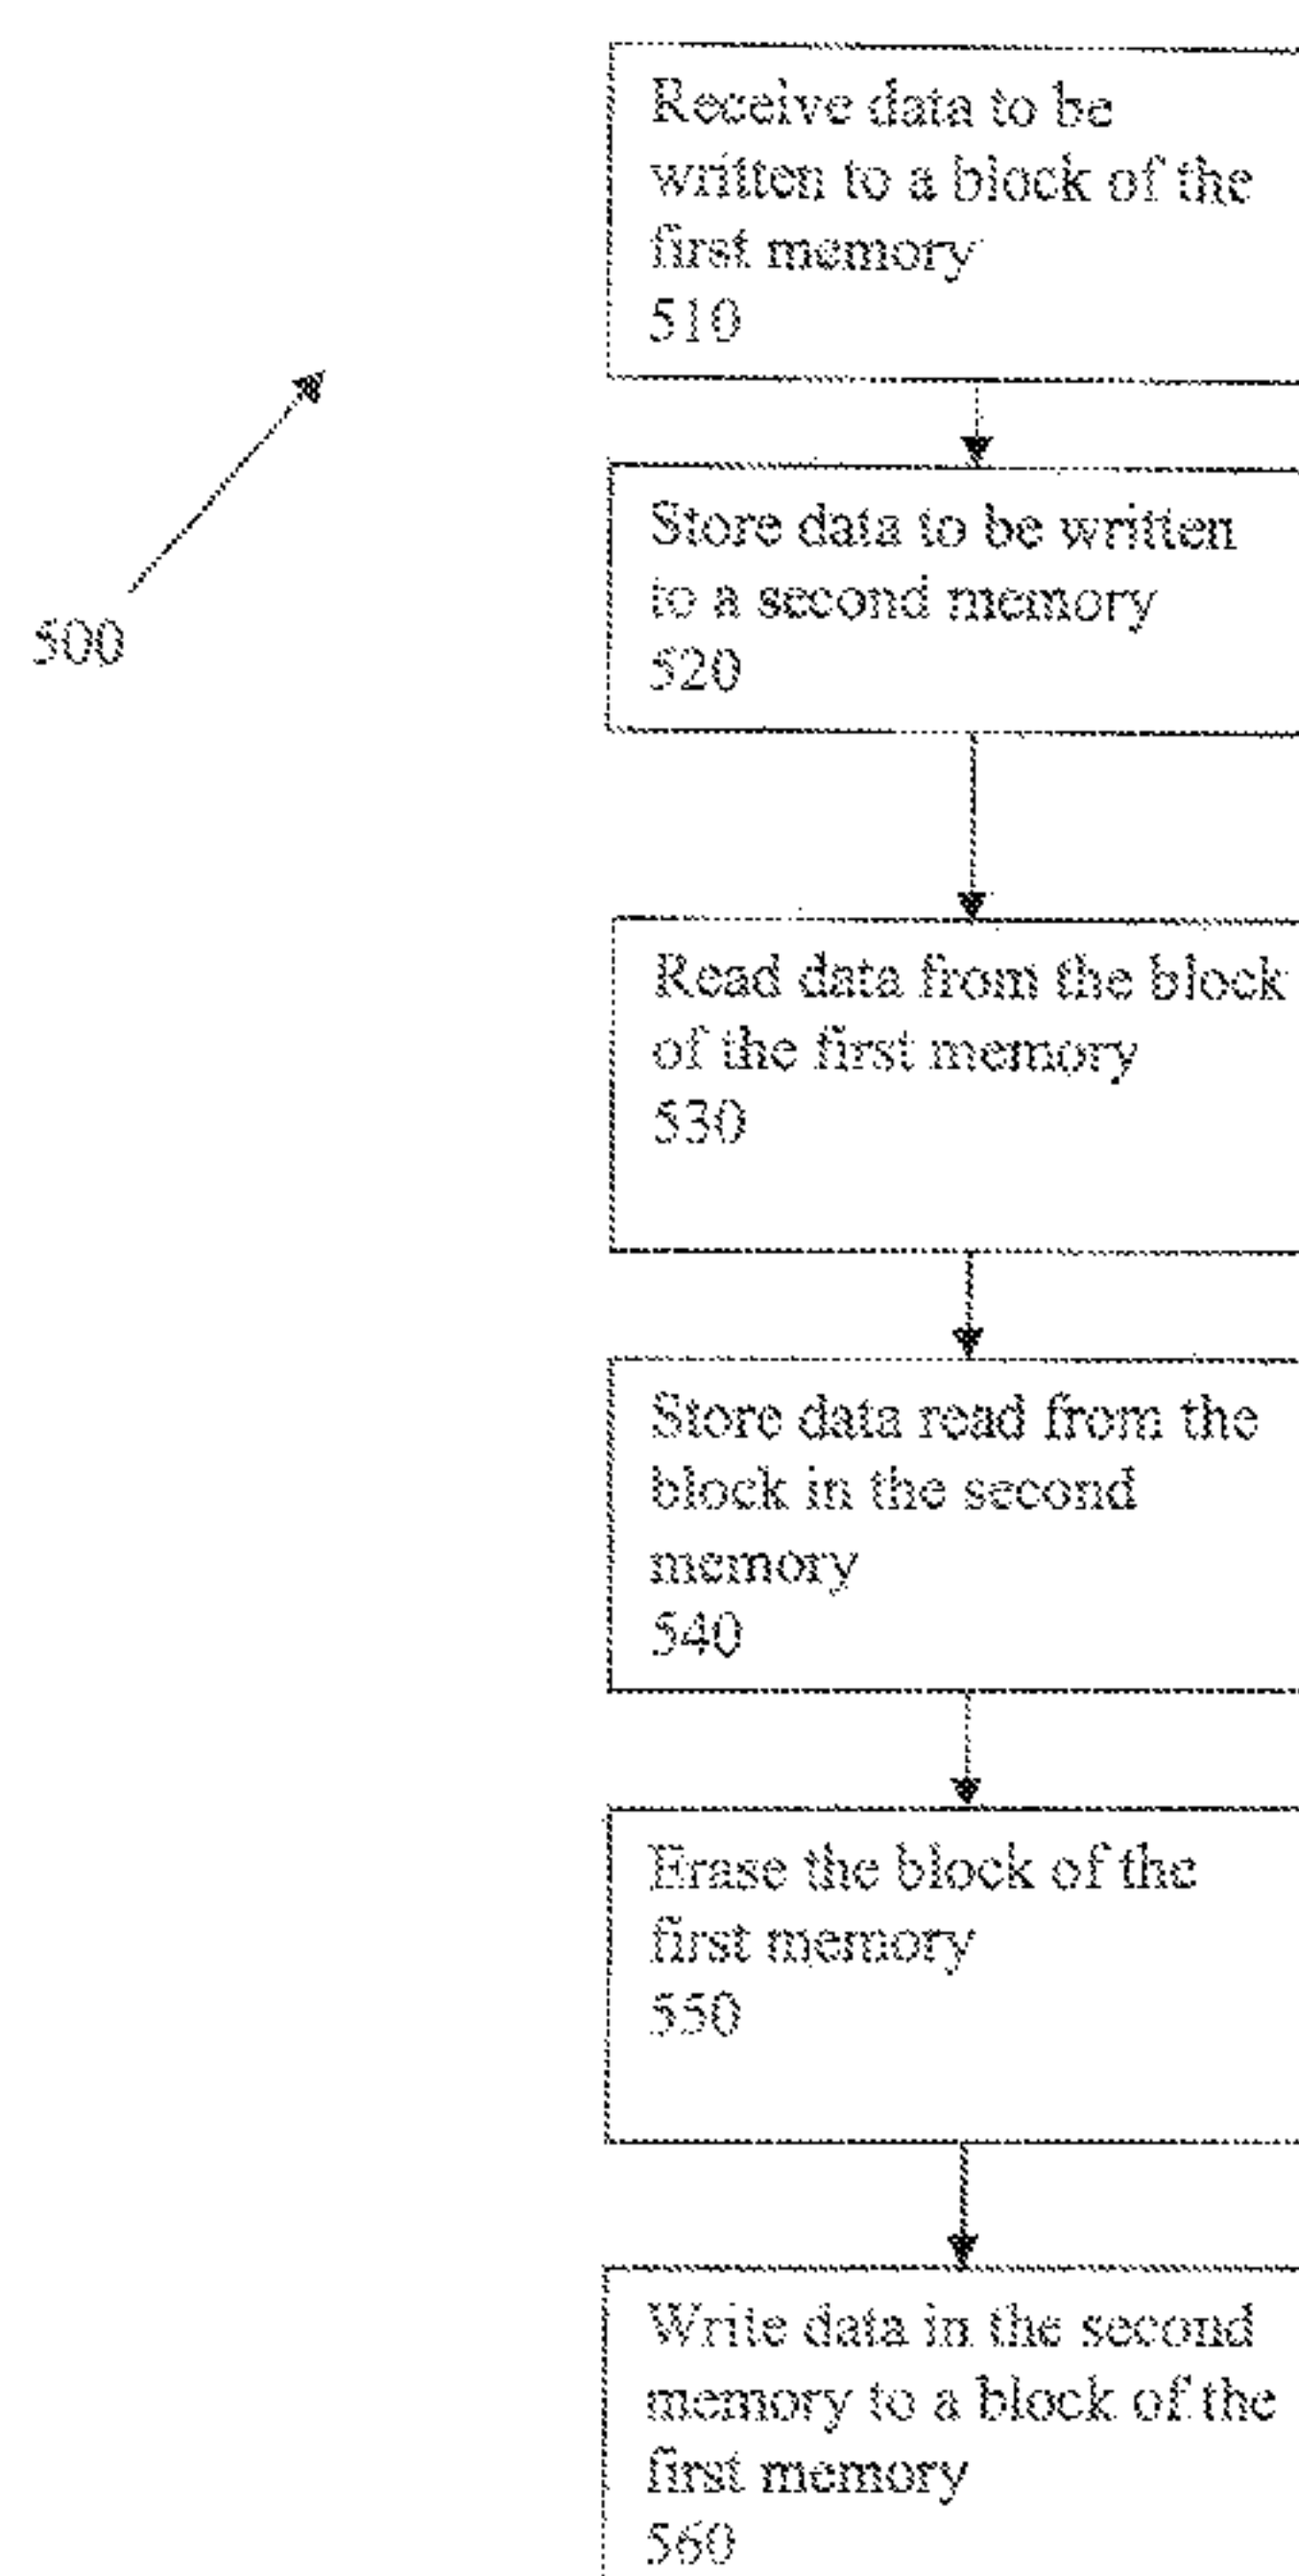 Receive data to be
written to a block of the
first memory
510
Store data to be written
to a second memory
520
500
Read data from the block
of the first memory
530
Store data read from the
block in the second
memory
540
Erase the block of the
first memory
550
Write data in the second
memory to a block of the
first memory
560